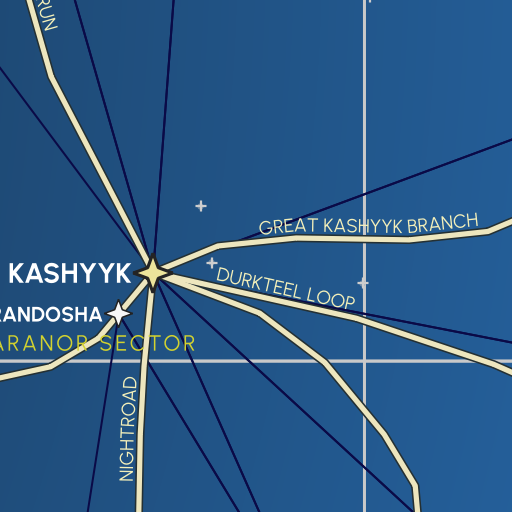 RUN
GREAT KASHYYK BRANCH
KASHYYK
DURKTEEL LOOP
RANDOSHA
ARANOR SECTOR
NIGHTROAD